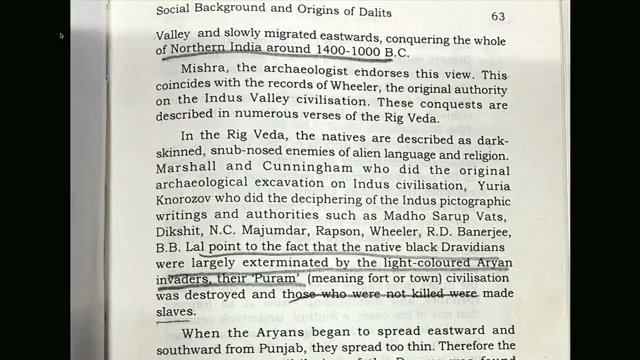 Social Background and Origins of Dalits 63
Valley and slowly migrated eastwards, conquering the whole
of Northern India around 1400-1000 B.C.
Mishra, the archaeologist endorses this view. This
coincides with the records of Wheeler, the original authority
on the Indus Valley civilisation. These conquests are
described in numerous verses of the Rig Veda.
In the Rig Veda, the natives are described as dark-
skinned, snub-nosed enemies of alien language and religion.
Marshall and Cunningham who did the original
archaeological excavation on Indus civilisation, Yuria
Knorozov who did the deciphering of the Indus pictographic
writings and authorities such as Madho Sarup Vats,
Dikshit, N.C. Majumdar, Rapson, Wheeler, R.D. Banerjee,
B.B. Lal point to the fact that the native black Dravidians
were largely exterminated by the light-coloured Aryan
invaders, their 'Puram' (meaning fort or town) civilisation
was destroyed and those who were not killed were made
slaves.
When the Aryans began to spread eastward and
southward from Punjab, they spread too thin. Therefore the